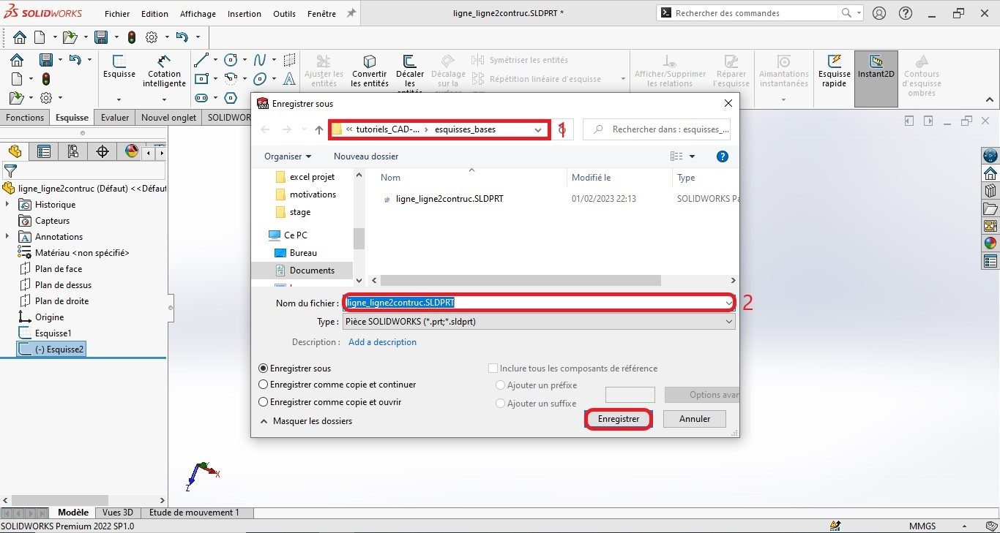 SOLIDWORKS Fichier Edition Affichage Insertion Outils Fenêtre ligne_ligne2contruc.SLDPRT * Rechercher des commandes
Esquisse Cotation intelligente Ajuster les entités Convertir les entités Décaler les entités Décalage sur la surface Symétriser les entités
Répétition linéaire d'esquisse
Afficher/Supprimer les relations Réparer l'esquisse Aimantations instantanées Esquisse rapide Instant2D Contours d'esquisse ombrés
Fonctions Esquisse Evaluer Nouvel onglet SOLIDWOR
Enregistrer sous
« tutoriels_CAD-... > esquisses_bases 1 Rechercher dans : esquisses_...
Organiser Nouveau dossier
excel projet
motivations
stage
Ce PC
Bureau
Documents
Nom Modifié le Type
ligne_ligne2contruc.SLDPRT 01/02/2023 22:13 SOLIDWORKS Pa
Nom du fichier : ligne_ligne2contruc.SLDPRT 2
Type : Pièce SOLIDWORKS (*.prt;*.sldprt)
Description : Add a description
Enregistrer sous
Enregistrer comme copie et continuer
Enregistrer comme copie et ouvrir
Inclure tous les composants de référence
Ajouter un préfixe
Ajouter un suffixe
Options avan
Masquer les dossiers Enregistrer Annuler
ligne_ligne2contruc (Défaut) <<Défaut
Historique
Capteurs
Annotations
Matériau <non spécifié>
Plan de face
Plan de dessus
Plan de droite
Origine
Esquisse1
(-) Esquisse2
X
Z
Modèle Vues 3D Etude de mouvement 1
SOLIDWORKS Premium 2022 SP1.0 MMGS